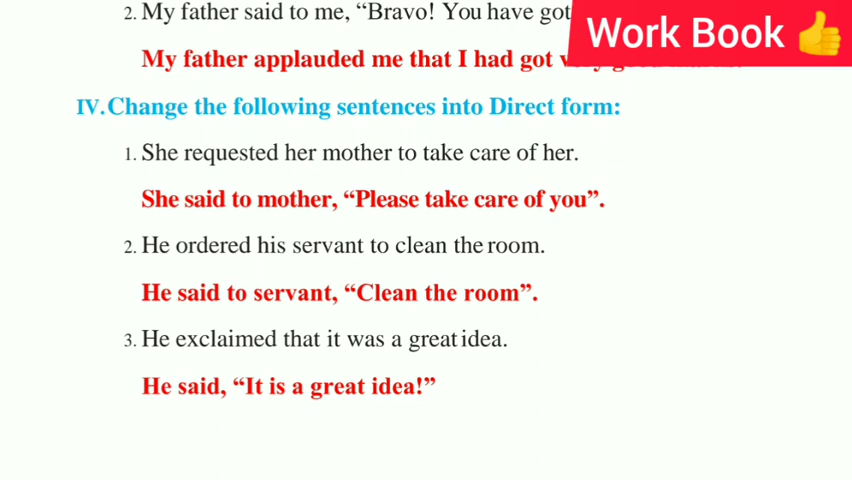 2. My father said to me, “Bravo! You have got
Work Book 👍
My father applauded me that I had got
IV. Change the following sentences into Direct form:
1. She requested her mother to take care of her.
She said to mother, “Please take care of you”.
2. He ordered his servant to clean the room.
He said to servant, “Clean the room”.
3. He exclaimed that it was a great idea.
He said, “It is a great idea!”